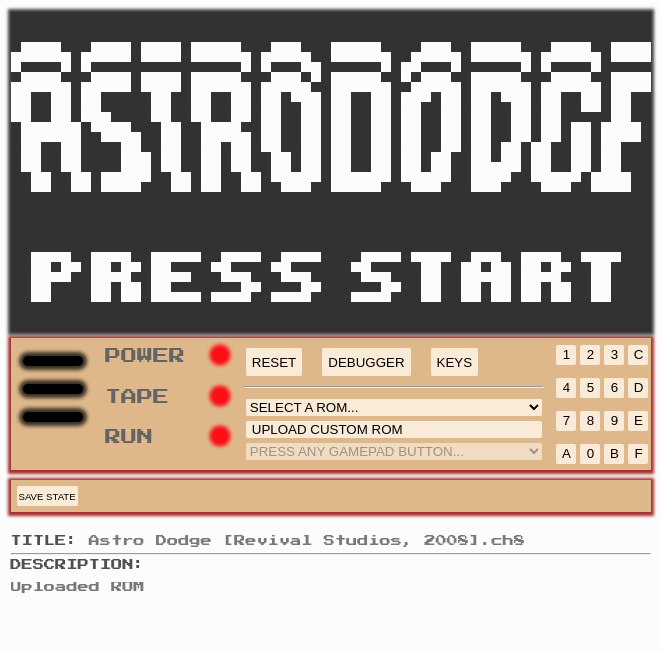 ASTRO DODGE
PRESS START
POWER
TAPE
RUN
RESET DEBUGGER KEYS
SELECT A ROM...
UPLOAD CUSTOM ROM
PRESS ANY GAMEPAD BUTTON...
1 2 3 C
4 5 6 D
7 8 9 E
A 0 B F
SAVE STATE
TITLE: Astro Dodge [Revival Studios, 2008].ch8
DESCRIPTION:
Uploaded ROM